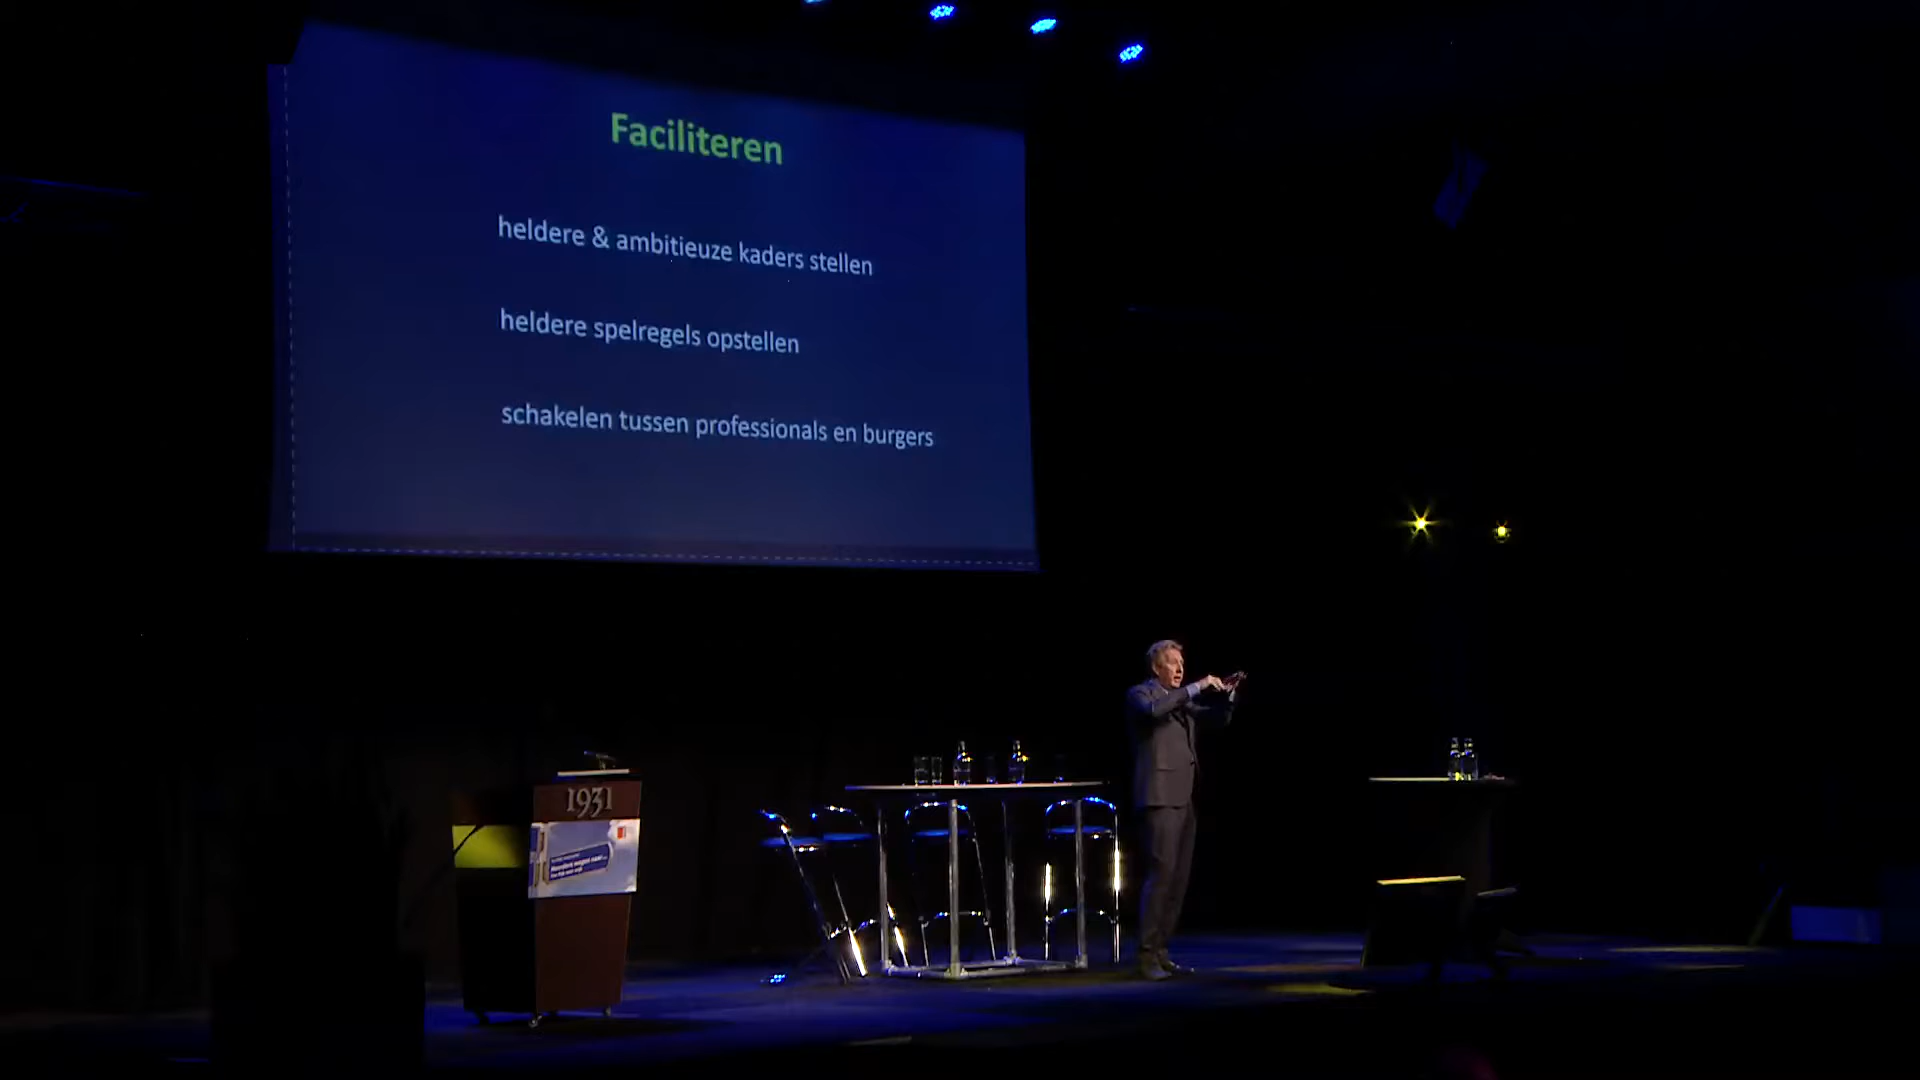 Faciliteren
heldere & ambitieuze kaders stellen
heldere spelregels opstellen
schakelen tussen professionals en burgers
1931